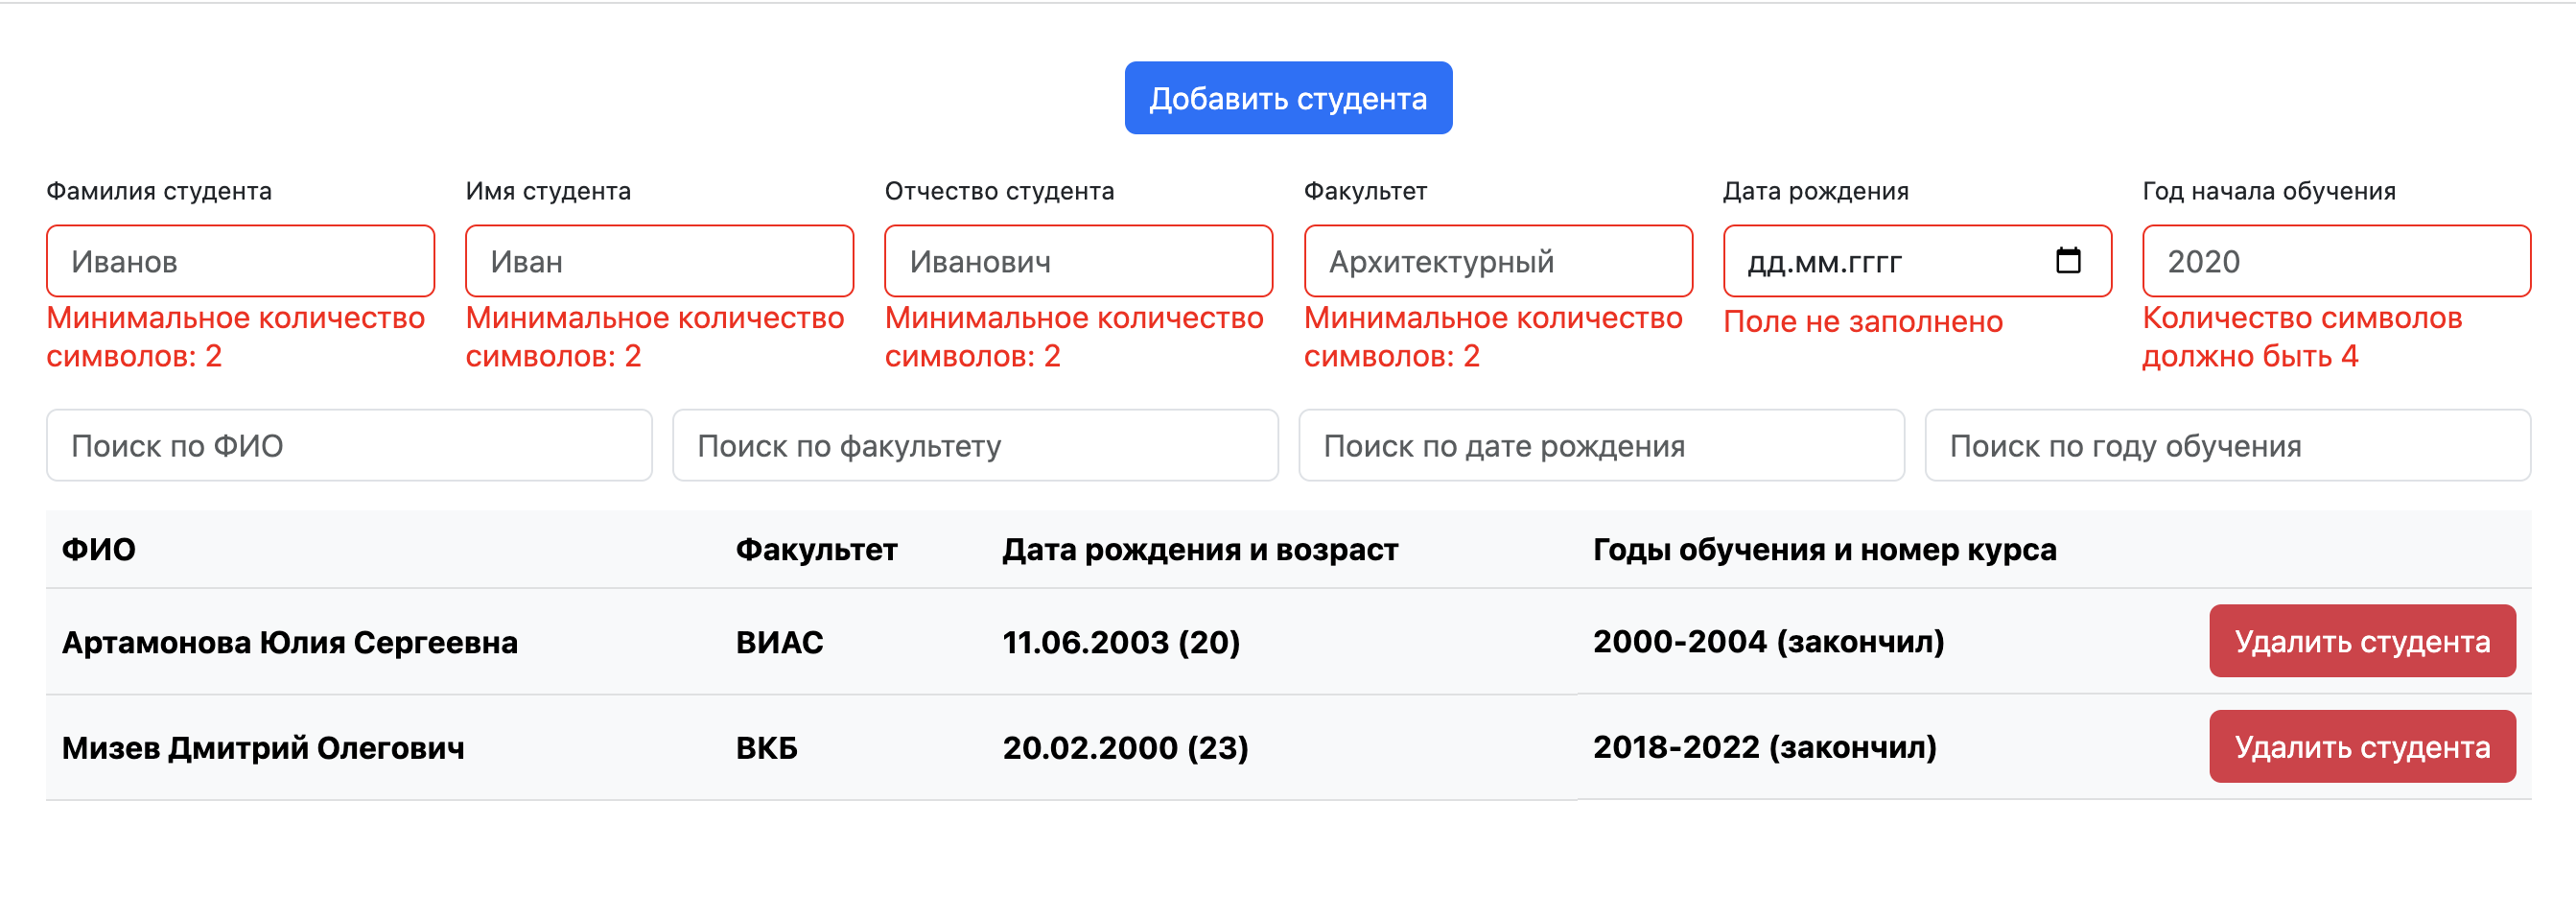 Добавить студента
Фамилия студента
Имя студента
Отчество студента
Факультет
Дата рождения
Год начала обучения
Иванов
Иван
Иванович
Архитектурный
дд.мм.гггг
2020
Минимальное количество
символов: 2
Минимальное количество
символов: 2
Минимальное количество
символов: 2
Минимальное количество
символов: 2
Поле не заполнено
Количество символов
должно быть 4
Поиск по ФИО
Поиск по факультету
Поиск по дате рождения
Поиск по году обучения
ФИО
Факультет
Дата рождения и возраст
Годы обучения и номер курса
Артамонова Юлия Сергеевна
ВИАС
11.06.2003 (20)
2000-2004 (закончил)
Удалить студента
Мизев Дмитрий Олегович
ВКБ
20.02.2000 (23)
2018-2022 (закончил)
Удалить студента